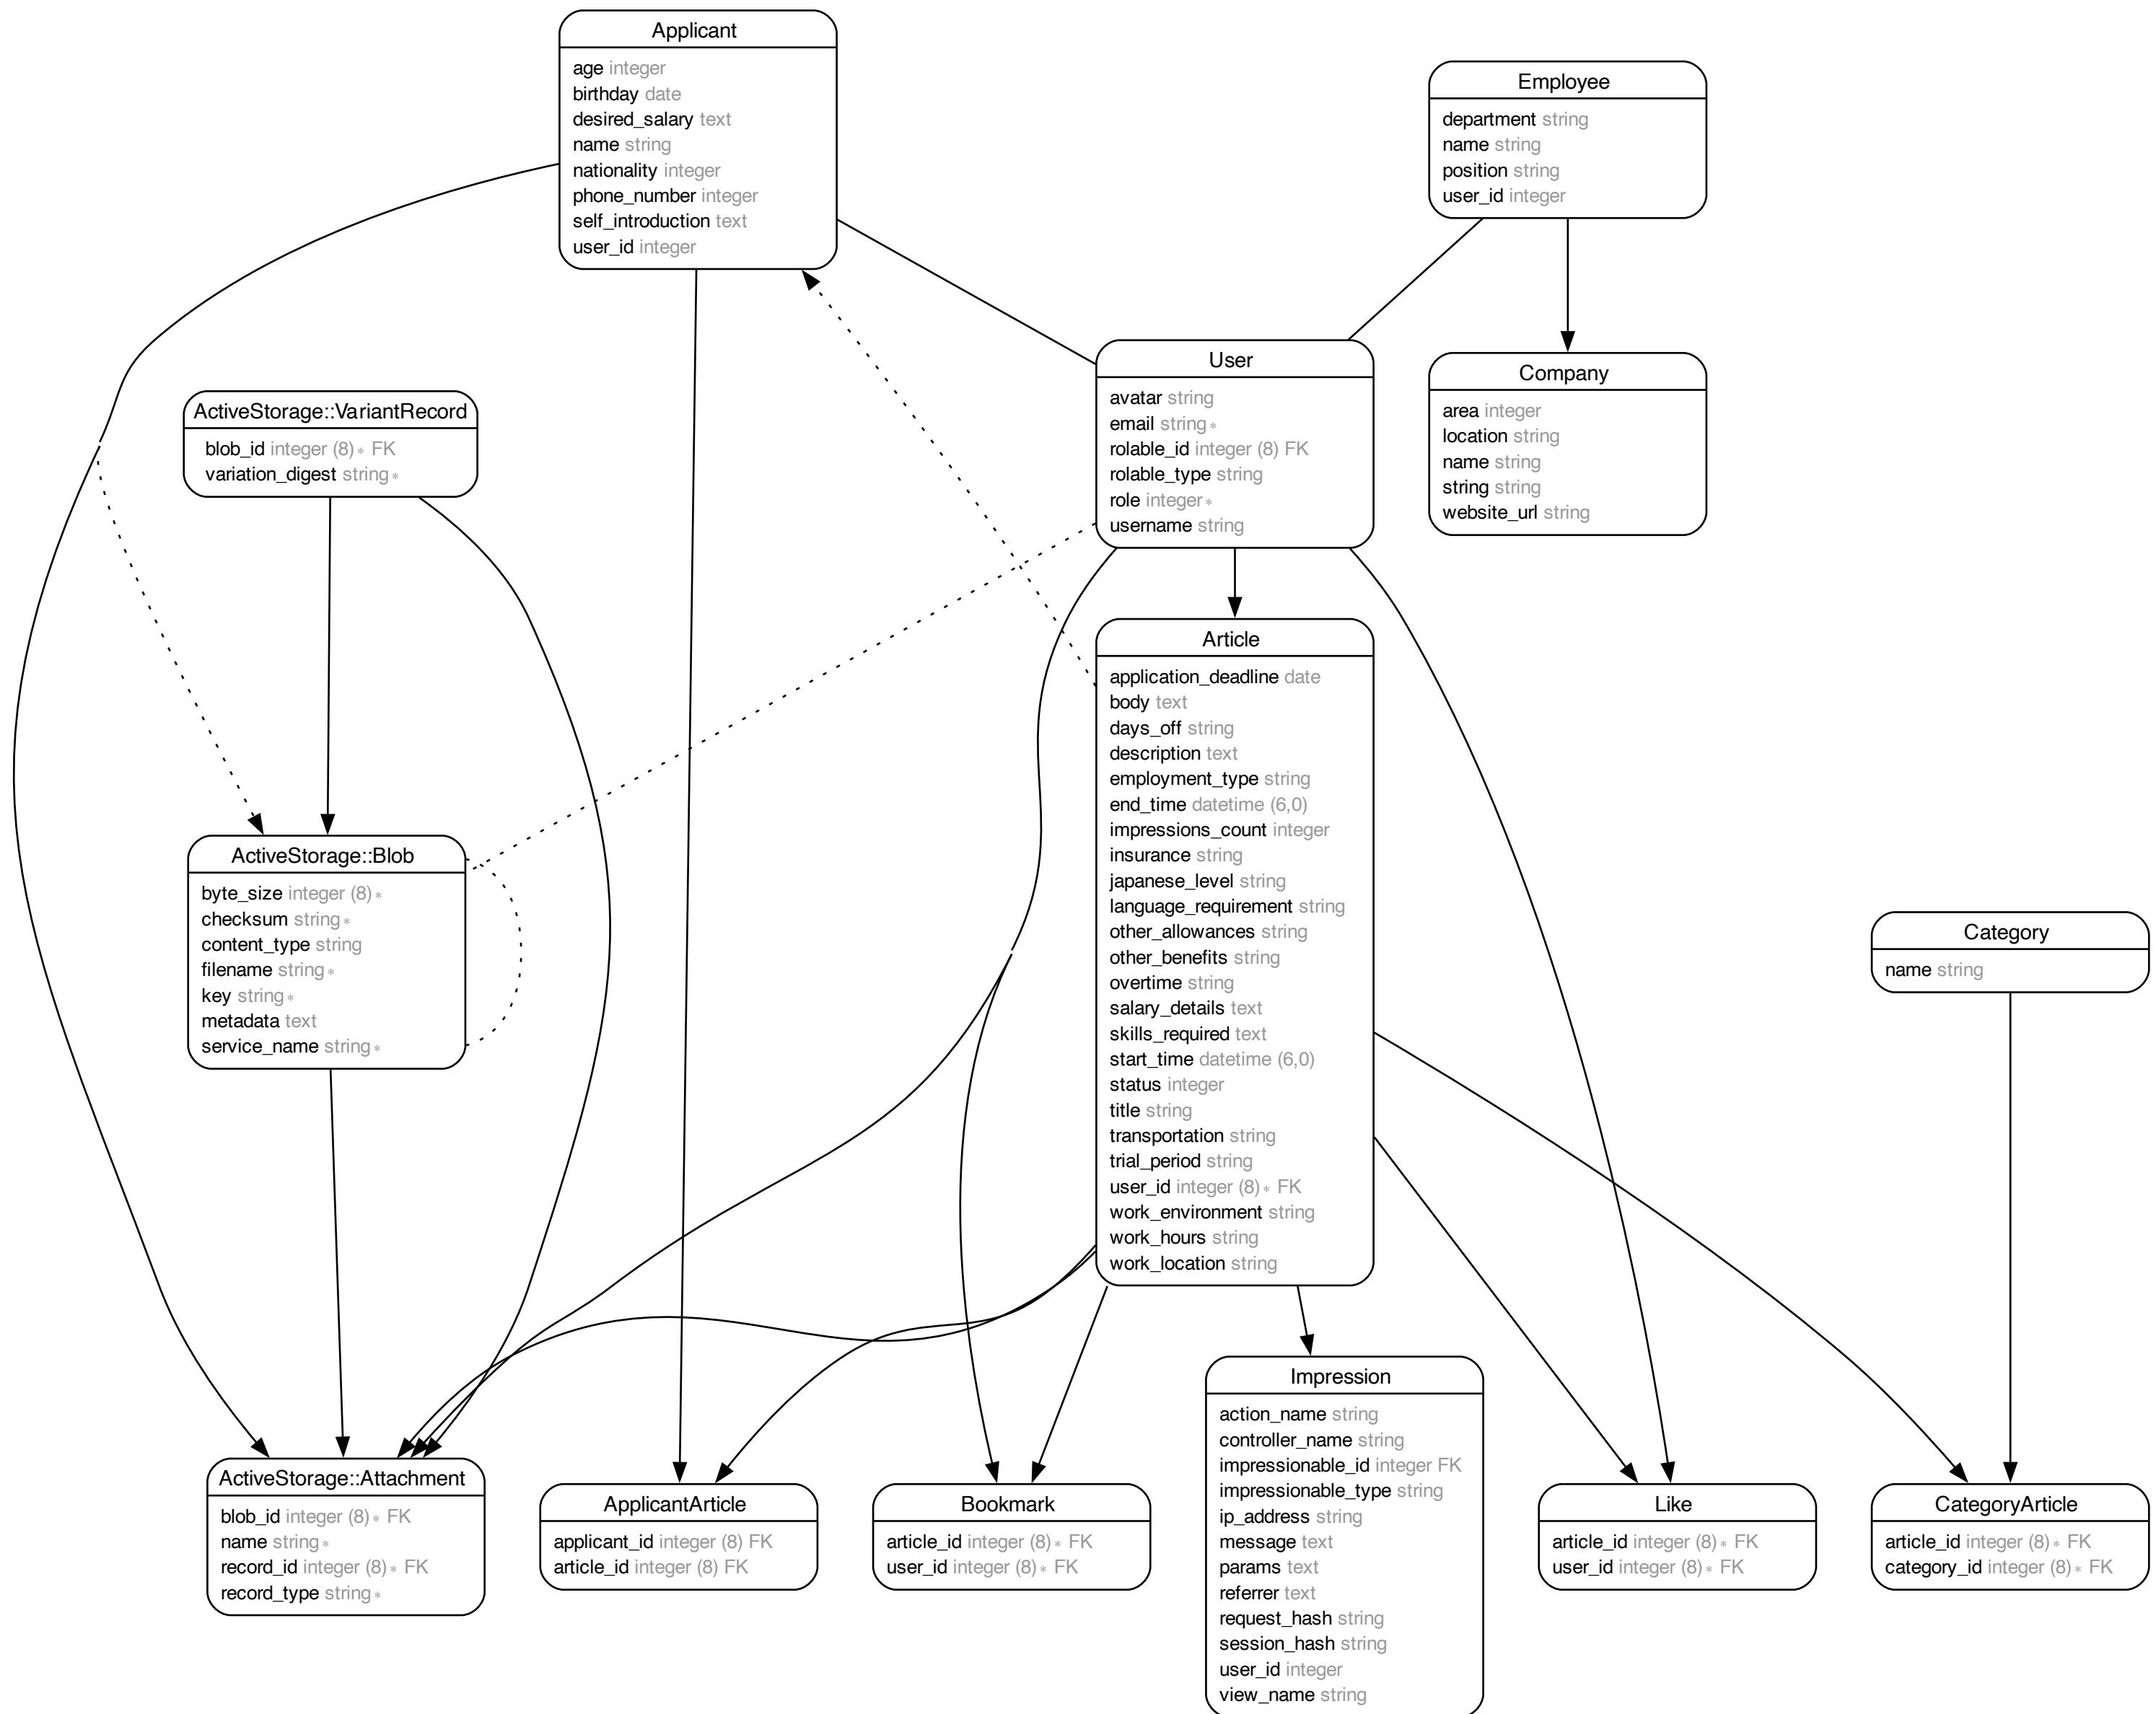 Applicant
age integer
birthday date
desired_salary text
name string
nationality integer
phone_number integer
self_introduction text
user_id integer
Employee
department string
name string
position string
user_id integer
User
avatar string
email string*
rolable_id integer (8) FK
rolable_type string
role integer*
username string
Company
area integer
location string
name string
string string
website_url string
ActiveStorage::VariantRecord
blob_id integer (8)* FK
variation_digest string*
Article
application_deadline date
body text
days_off string
description text
employment_type string
end_time datetime (6,0)
impressions_count integer
insurance string
japanese_level string
language_requirement string
other_allowances string
other_benefits string
overtime string
salary_details text
skills_required text
start_time datetime (6,0)
status integer
title string
transportation string
trial_period string
user_id integer (8)* FK
work_environment string
work_hours string
work_location string
ActiveStorage::Blob
byte_size integer (8)*
checksum string*
content_type string
filename string*
key string*
metadata text
service_name string*
Category
name string
Impression
action_name string
controller_name string
impressionable_id integer FK
impressionable_type string
ip_address string
message text
params text
referrer text
request_hash string
session_hash string
user_id integer
view_name string
ActiveStorage::Attachment
blob_id integer (8)* FK
name string*
record_id integer (8)* FK
record_type string*
ApplicantArticle
applicant_id integer (8) FK
article_id integer (8) FK
Bookmark
article_id integer (8)* FK
user_id integer (8)* FK
Like
article_id integer (8)* FK
user_id integer (8)* FK
CategoryArticle
article_id integer (8)* FK
category_id integer (8)* FK